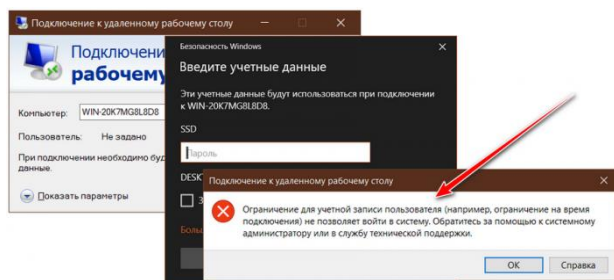 Подключение к удаленному рабочему столу
Подключени
рабочему
Компьютер:
WIN-20K7MG8L8D8
Пользователь:
Не задано
При подключении необходимо буд
данные.
Показать параметры
Безопасность Windows
Введите учетные данные
Эти учетные данные будут использоваться при подключении
к WIN-20K7MG8L8D8.
SSD
Пароль
DESK
Подключение к удаленному рабочему столу
Ограничение для учетной записи пользователя (например, ограничение на время
подключения) не позволяет войти в систему. Обратитесь за помощью к системному
администратору или в службу технической поддержки.
ОК
Справка